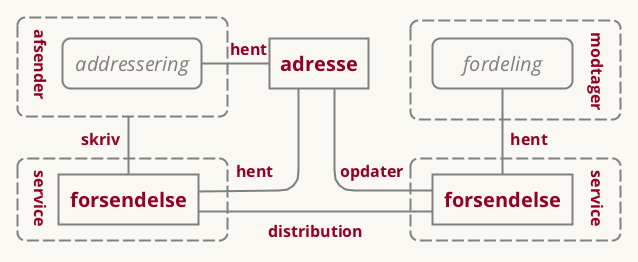 afsender
addressering
hent
adresse
fordeling
modtager
skriv
hent
hent
opdater
service
forsendelse
forsendelse
service
distribution